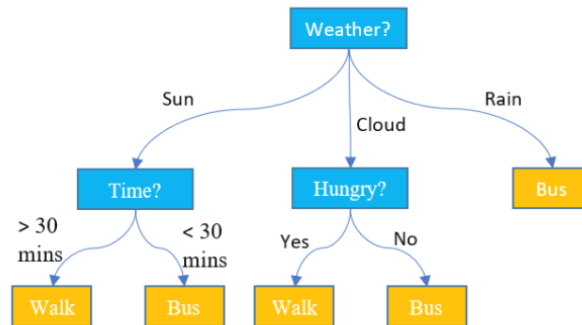 Weather?
Sun
Cloud
Rain
Time?
Hungry?
Bus
> 30
mins
< 30
mins
Yes
No
Walk
Bus
Walk
Bus